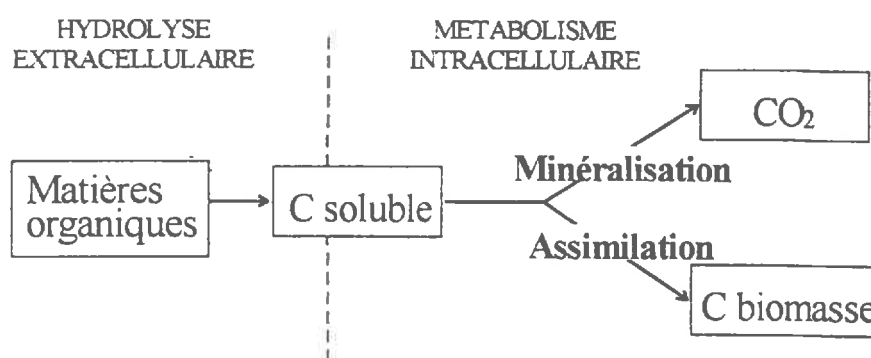 HYDROLYSE
EXTRACELLULAIRE
METABOLISME
INTRACELLULAIRE
CO₂
Minéralisation
Matières
organiques
C soluble
Assimilation
C biomasse